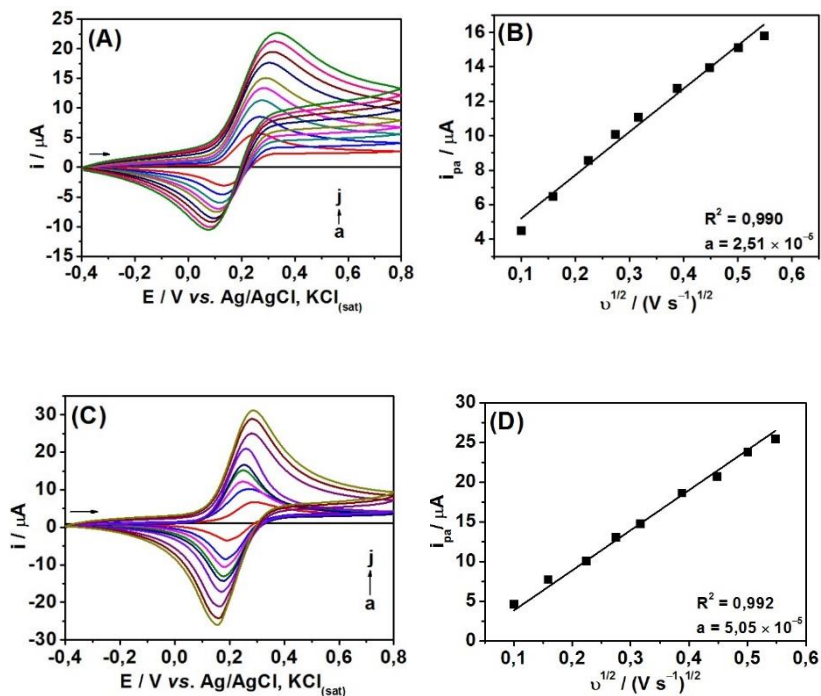 (A)
25
20
15
10
5
0
-5
-10
-15
i / μA
j
a
-0,4 -0,2 0,0 0,2 0,4 0,6 0,8
E / V vs. Ag/AgCl, KCl(sat)
(B)
16
14
12
10
8
6
4
ipa / μA
R² = 0,990
a = 2,51 × 10⁻⁵
0,0 0,1 0,2 0,3 0,4 0,5 0,6
υ1/2 / (V s⁻¹)1/2
(C)
30
20
10
0
-10
-20
-30
i / μA
j
a
-0,4 -0,2 0,0 0,2 0,4 0,6 0,8
E / V vs. Ag/AgCl, KCl(sat)
(D)
30
25
20
15
10
5
0
ipa / μA
R² = 0,992
a = 5,05 × 10⁻⁵
0,1 0,2 0,3 0,4 0,5 0,6
υ1/2 / (V s⁻¹)1/2